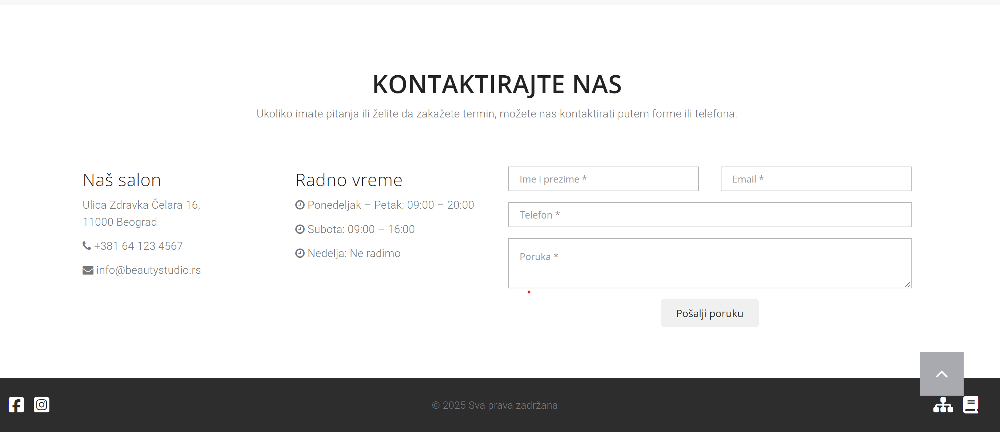 KONTAKTIRAJTE NAS
Ukoliko imate pitanja ili želite da zakažete termin, možete nas kontaktirati putem forme ili telefona.
Naš salon
Ulica Zdravka Čelara 16,
11000 Beograd
+381 64 123 4567
info@beautystudio.rs
Radno vreme
Ponedeljak – Petak: 09:00 – 20:00
Subota: 09:00 – 16:00
Nedelja: Ne radimo
Ime i prezime *
Email *
Telefon *
Poruka *
Pošalji poruku
© 2025 Sva prava zadržana